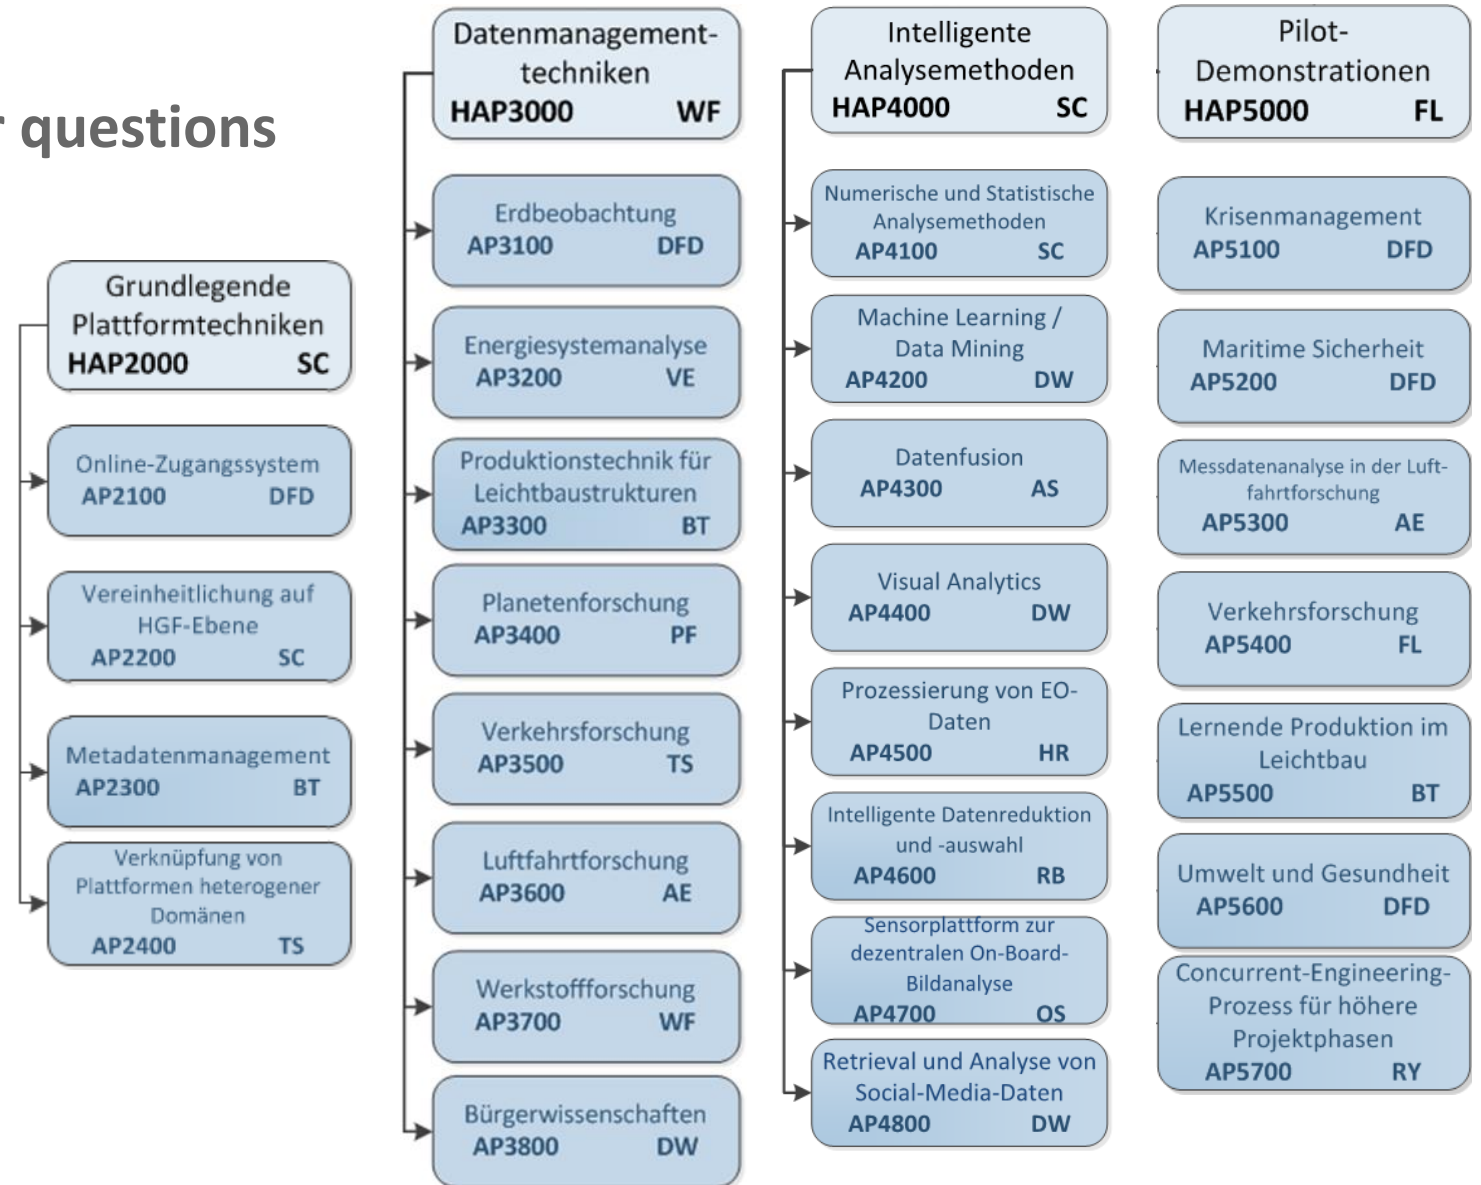 r questions
Grundlegende
Plattformtechniken
HAP2000 SC
Online-Zugangssystem
AP2100 DFD
Vereinheitlichung auf
HGF-Ebene
AP2200 SC
Metadatenmanagement
AP2300 BT
Verknüpfung von
Plattformen heterogener
Domänen
AP2400 TS
Datenmanagement-
techniken
HAP3000 WF
Erdbeobachtung
AP3100 DFD
Energiesystemanalyse
AP3200 VE
Produktionstechnik für
Leichtbaustrukturen
AP3300 BT
Planetenforschung
AP3400 PF
Verkehrsforschung
AP3500 TS
Luftfahrtforschung
AP3600 AE
Werkstoffforschung
AP3700 WF
Bürgerwissenschaften
AP3800 DW
Intelligente
Analysemethoden
HAP4000 SC
Numerische und Statistische
Analysemethoden
AP4100 SC
Machine Learning /
Data Mining
AP4200 DW
Datenfusion
AP4300 AS
Visual Analytics
AP4400 DW
Prozessierung von EO-
Daten
AP4500 HR
Intelligente Datenreduktion
und -auswahl
AP4600 RB
Sensorplattform zur
dezentralen On-Board-
Bildanalyse
AP4700 OS
Retrieval und Analyse von
Social-Media-Daten
AP4800 DW
Pilot-
Demonstrationen
HAP5000 FL
Krisenmanagement
AP5100 DFD
Maritime Sicherheit
AP5200 DFD
Messdatenanalyse in der Luft-
fahrtforschung
AP5300 AE
Verkehrsforschung
AP5400 FL
Lernende Produktion im
Leichtbau
AP5500 BT
Umwelt und Gesundheit
AP5600 DFD
Concurrent-Engineering-
Prozess für höhere
Projektphasen
AP5700 RY